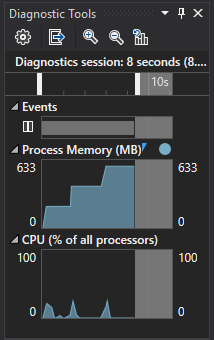 Diagnostic Tools
Diagnostics session: 8 seconds (8....
10s
Events
Process Memory (MB)
633 633
0 0
CPU (% of all processors)
100 100
0 0